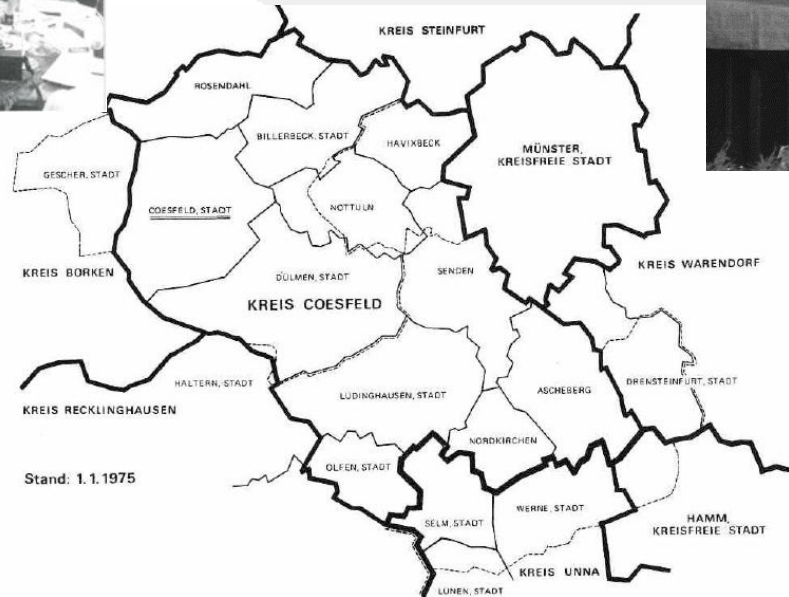 KREIS STEINFURT
ROSENDAHL
BILLERBECK, STADT
HAVIXBECK
MÜNSTER,
KREISFREIE STADT
GESCHER, STADT
COESFELD, STADT
NOTTULN
KREIS BORKEN
DÜLMEN, STADT
SENDEN
KREIS WARENDORF
KREIS COESFELD
HALTERN, STADT
LÜDINGHAUSEN, STADT
ASCHEBERG
DRENSTEINFURT, STADT
KREIS RECKLINGHAUSEN
NORDKIRCHEN
OLFEN, STADT
Stand: 1.1.1975
SELM, STADT
WERNE, STADT
HAMM,
KREISFREIE STADT
KREIS UNNA
LÜNEN, STADT